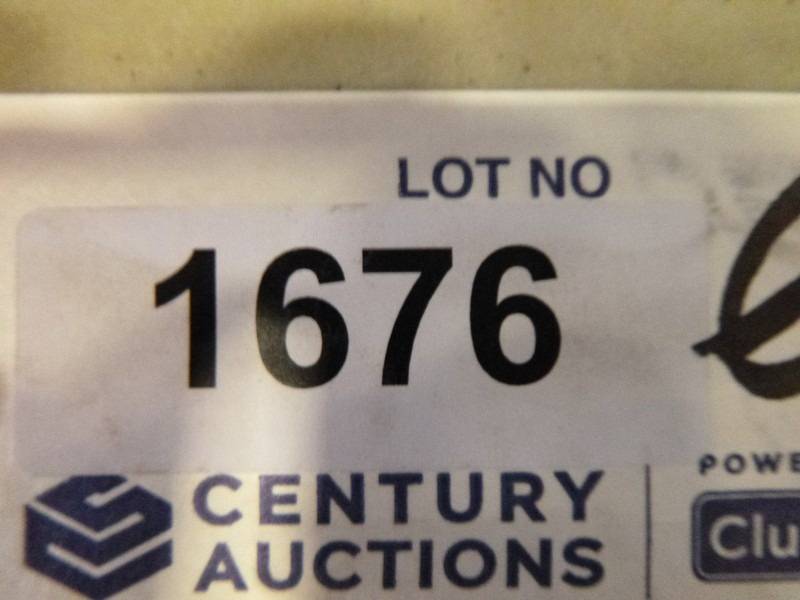 LOT NO
1676
CENTURY
AUCTIONS